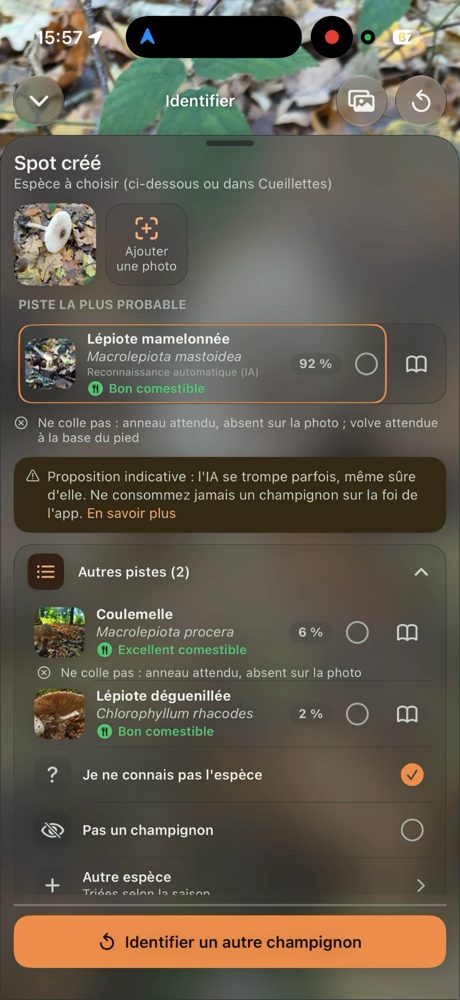 15:57
67
Identifier
Spot créé
Espèce à choisir (ci-dessous ou dans Cueillettes)
Ajouter
une photo
PISTE LA PLUS PROBABLE
Lépiote mamelonnée
Macrolepiota mastoidea
Reconnaissance automatique (IA)
Bon comestible
92 %
Ne colle pas : anneau attendu, absent sur la photo ; volve attendue
à la base du pied
Proposition indicative : l'IA se trompe parfois, même sûre
d'elle. Ne consommez jamais un champignon sur la foi de
l'app. En savoir plus
Autres pistes (2)
Coulemelle
Macrolepiota procera
Excellent comestible
6 %
Ne colle pas : anneau attendu, absent sur la photo
Lépiote déguenillée
Chlorophyllum rhacodes
Bon comestible
2 %
? Je ne connais pas l'espèce
Pas un champignon
+ Autre espèce
Triées selon la saison
Identifier un autre champignon